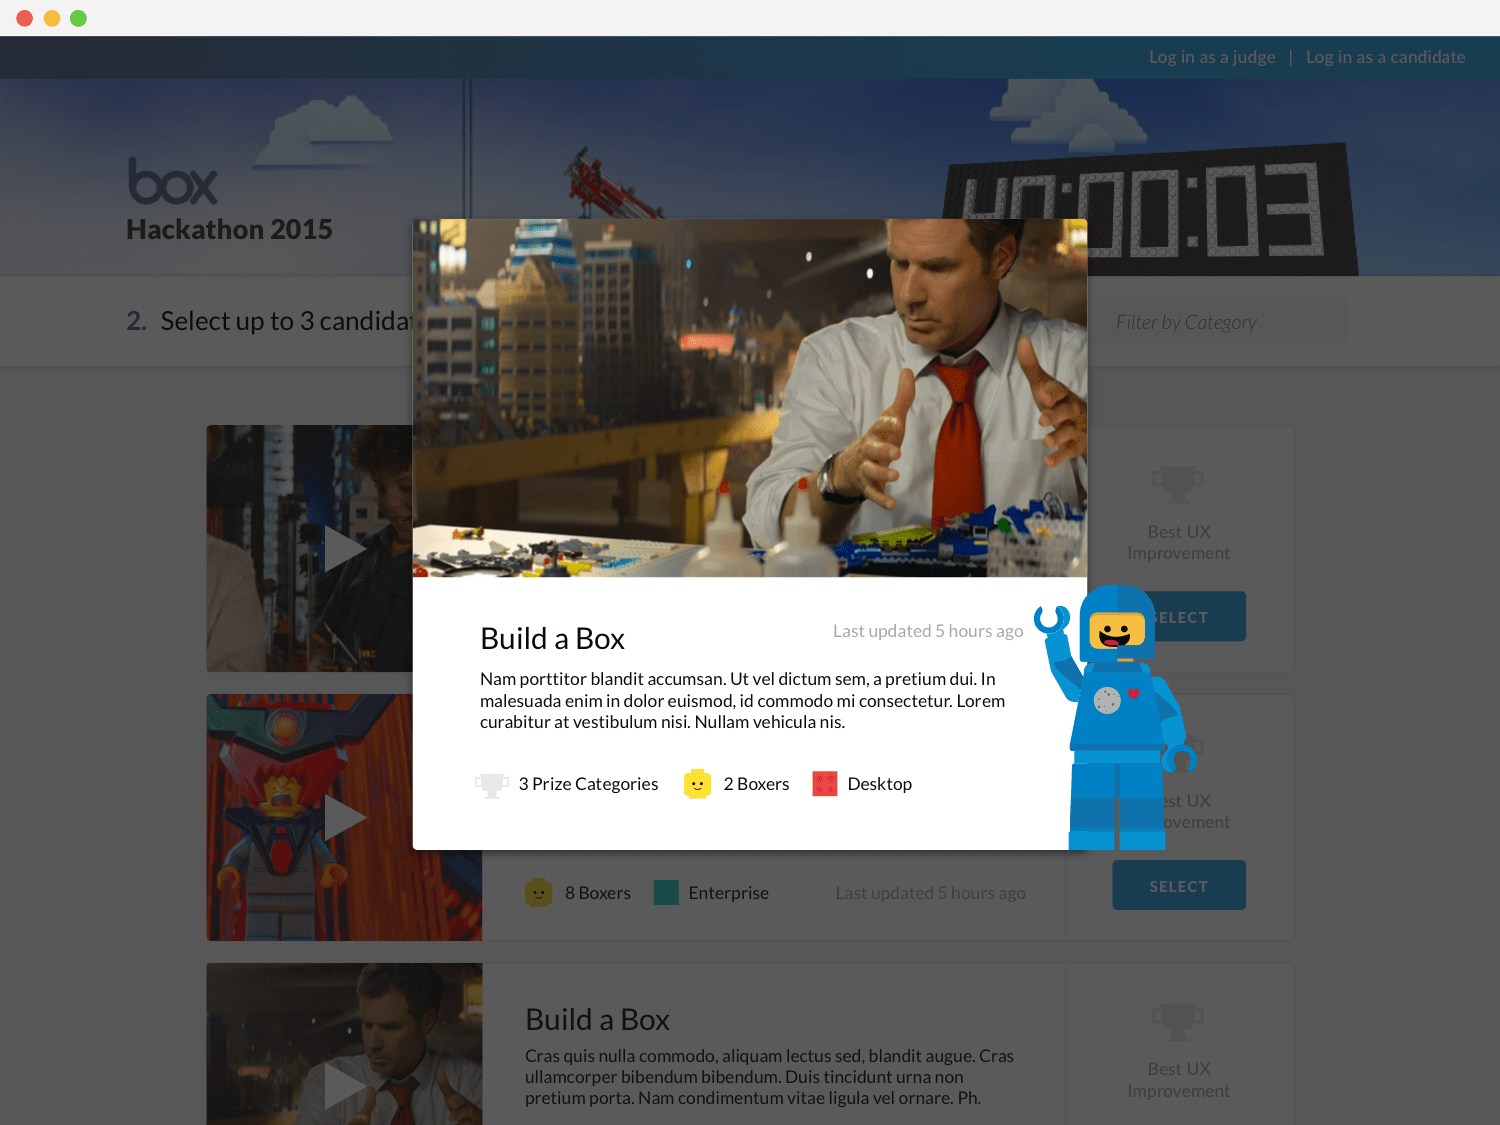 Log in as a judge | Log in as a candidate
box
Hackathon 2015
40:00:03
2. Select up to 3 candidat
Filter by Category
Best UX
Improvement
SELECT
Build a Box
Last updated 5 hours ago
Nam porttitor blandit accumsan. Ut vel dictum sem, a pretium dui. In
malesuada enim in dolor euismod, id commodo mi consectetur. Lorem
curabitur at vestibulum nisi. Nullam vehicula nis.
3 Prize Categories
2 Boxers
Desktop
est UX
ovement
8 Boxers
Enterprise
Last updated 5 hours ago
SELECT
Build a Box
Cras quis nulla commodo, aliquam lectus sed, blandit augue. Cras
ullamcorper bibendum bibendum. Duis tincidunt urna non
pretium porta. Nam condimentum vitae ligula vel ornare. Ph.
Best UX
Improvement